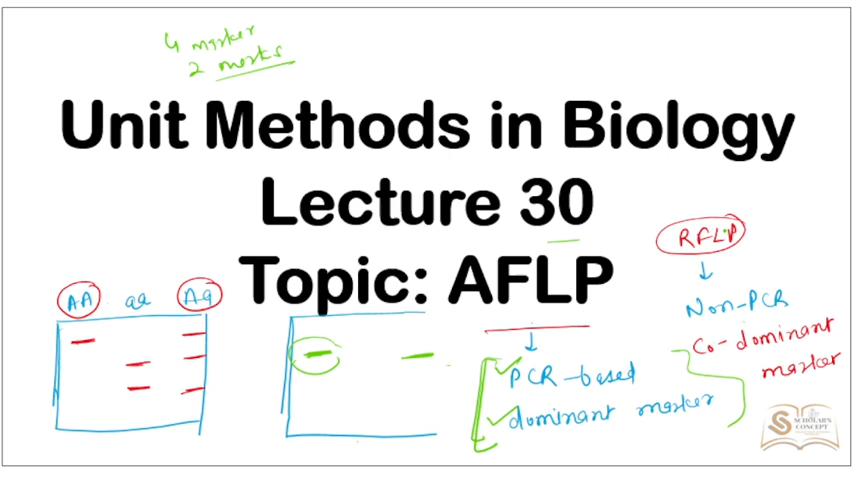 4 marker
2 marks
Unit Methods in Biology
Lecture 30
Topic: AFLP
RFLP
Non-PCR
Co-dominant
marker
AA aa Aa
PCR-based
dominant marker
S
SCHOLAR'S
CONCEPT